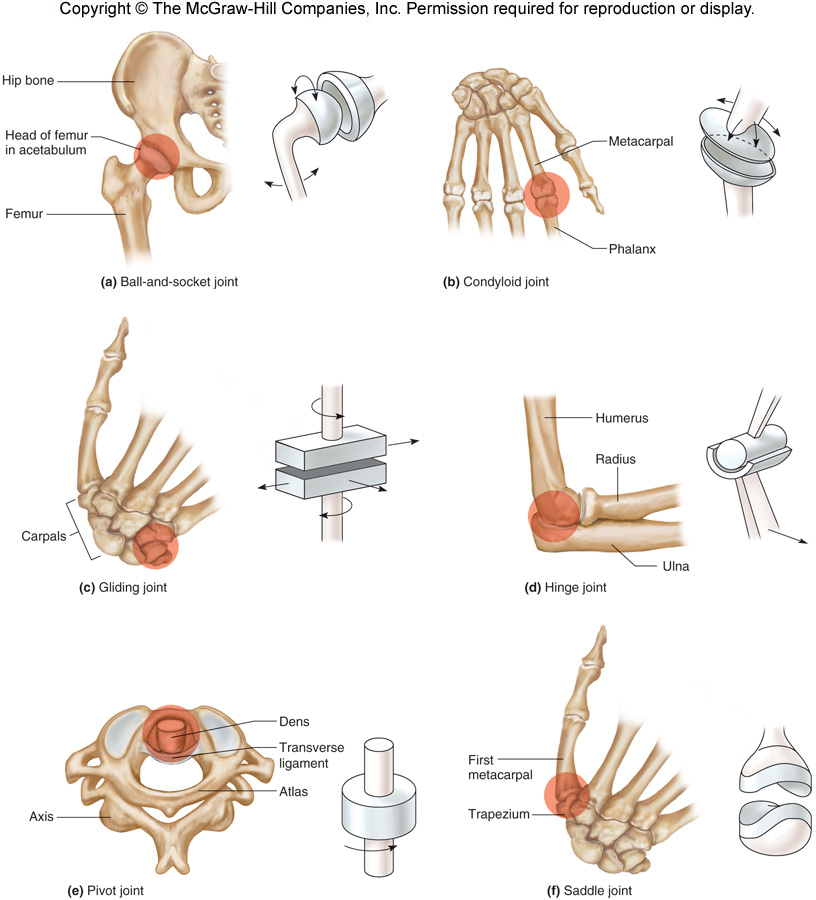 Copyright © The McGraw-Hill Companies, Inc. Permission required for reproduction or display.
Hip bone
Head of femur
in acetabulum
Femur
(a) Ball-and-socket joint
Metacarpal
Phalanx
(b) Condyloid joint
Carpals
(c) Gliding joint
Humerus
Radius
Ulna
(d) Hinge joint
Dens
Transverse
ligament
Atlas
Axis
(e) Pivot joint
First
metacarpal
Trapezium
(f) Saddle joint